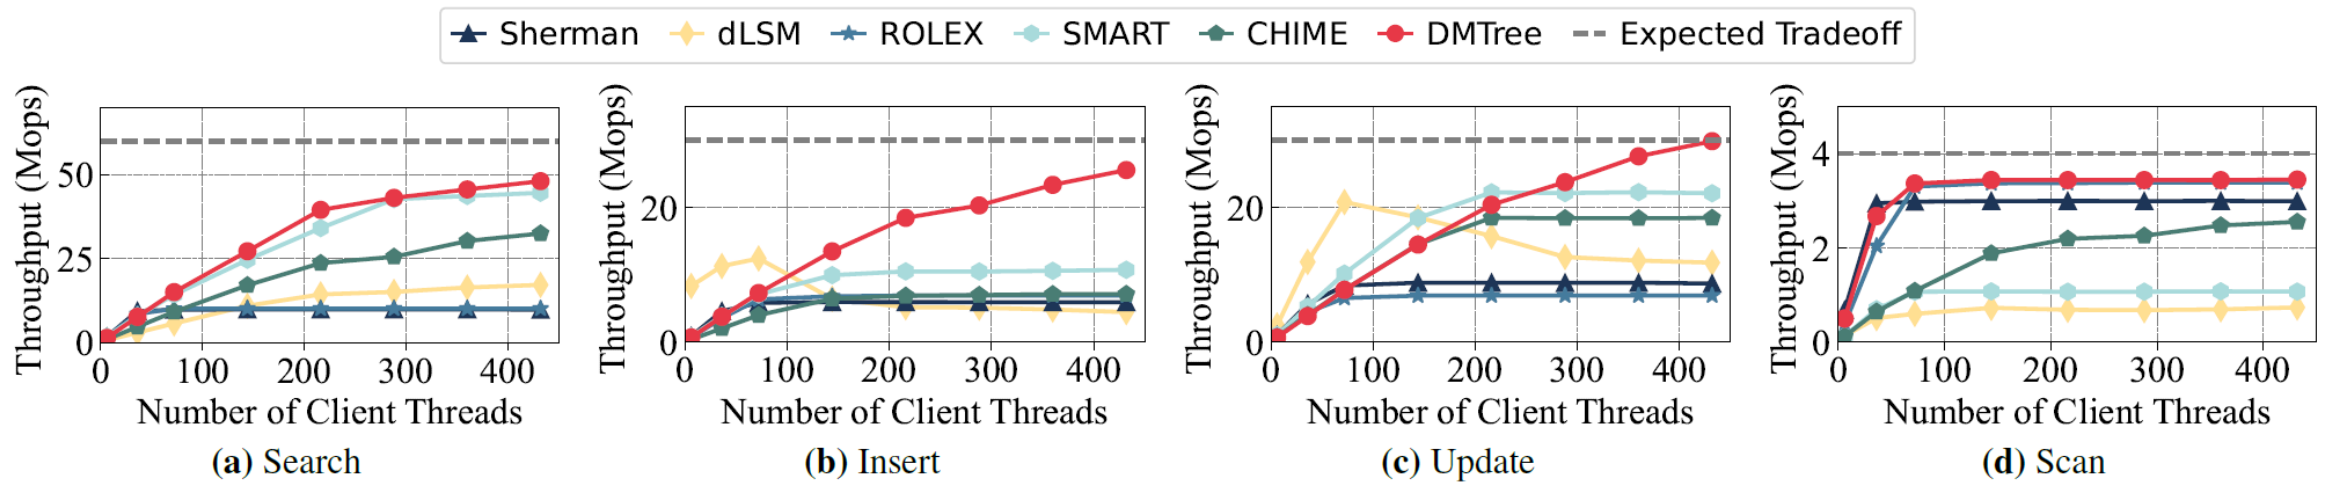 Sherman dLSM ROLEX SMART CHIME DMTree Expected Tradeoff
Throughput (Mops)
50
25
0
0 100 200 300 400
Number of Client Threads
(a) Search
Throughput (Mops)
20
0
0 100 200 300 400
Number of Client Threads
(b) Insert
Throughput (Mops)
20
0
0 100 200 300 400
Number of Client Threads
(c) Update
Throughput (Mops)
4
2
0
0 100 200 300 400
Number of Client Threads
(d) Scan